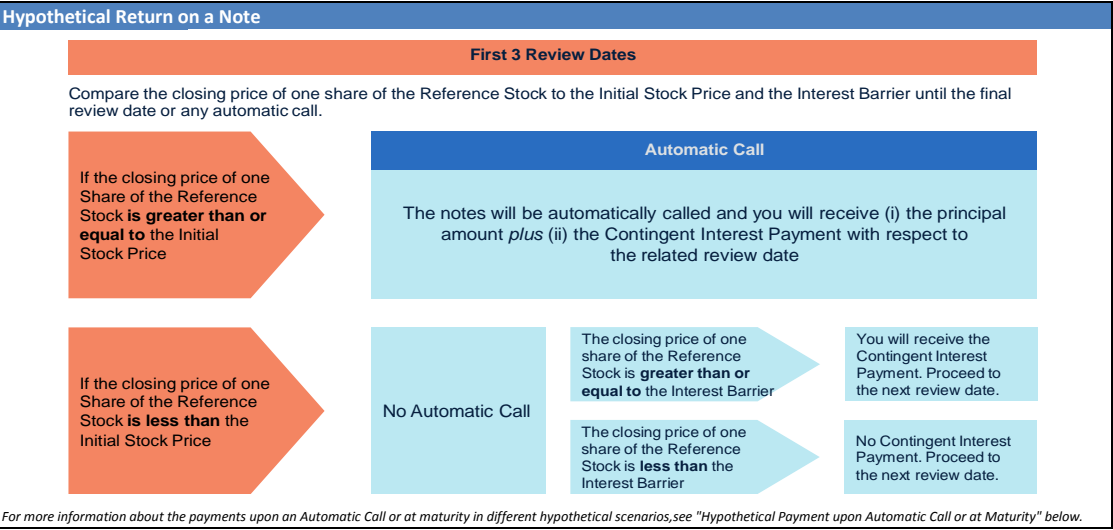 Hypothetical Return on a Note
First 3 Review Dates
Compare the closing price of one share of the Reference Stock to the Initial Stock Price and the Interest Barrier until the final
review date or any automatic call.
If the closing price of one
Share of the Reference
Stock is greater than or
equal to the Initial
Stock Price
Automatic Call
The notes will be automatically called and you will receive (i) the principal
amount plus (ii) the Contingent Interest Payment with respect to
the related review date
If the closing price of one
Share of the Reference
Stock is less than the
Initial Stock Price
No Automatic Call
The closing price of one
share of the Reference
Stock is greater than or
equal to the Interest Barrier
You will receive the
Contingent Interest
Payment. Proceed to
the next review date.
The closing price of one
share of the Reference
Stock is less than the
Interest Barrier
No Contingent Interest
Payment. Proceed to
the next review date.
For more information about the payments upon an Automatic Call or at maturity in different hypothetical scenarios,see "Hypothetical Payment upon Automatic Call or at Maturity" below.